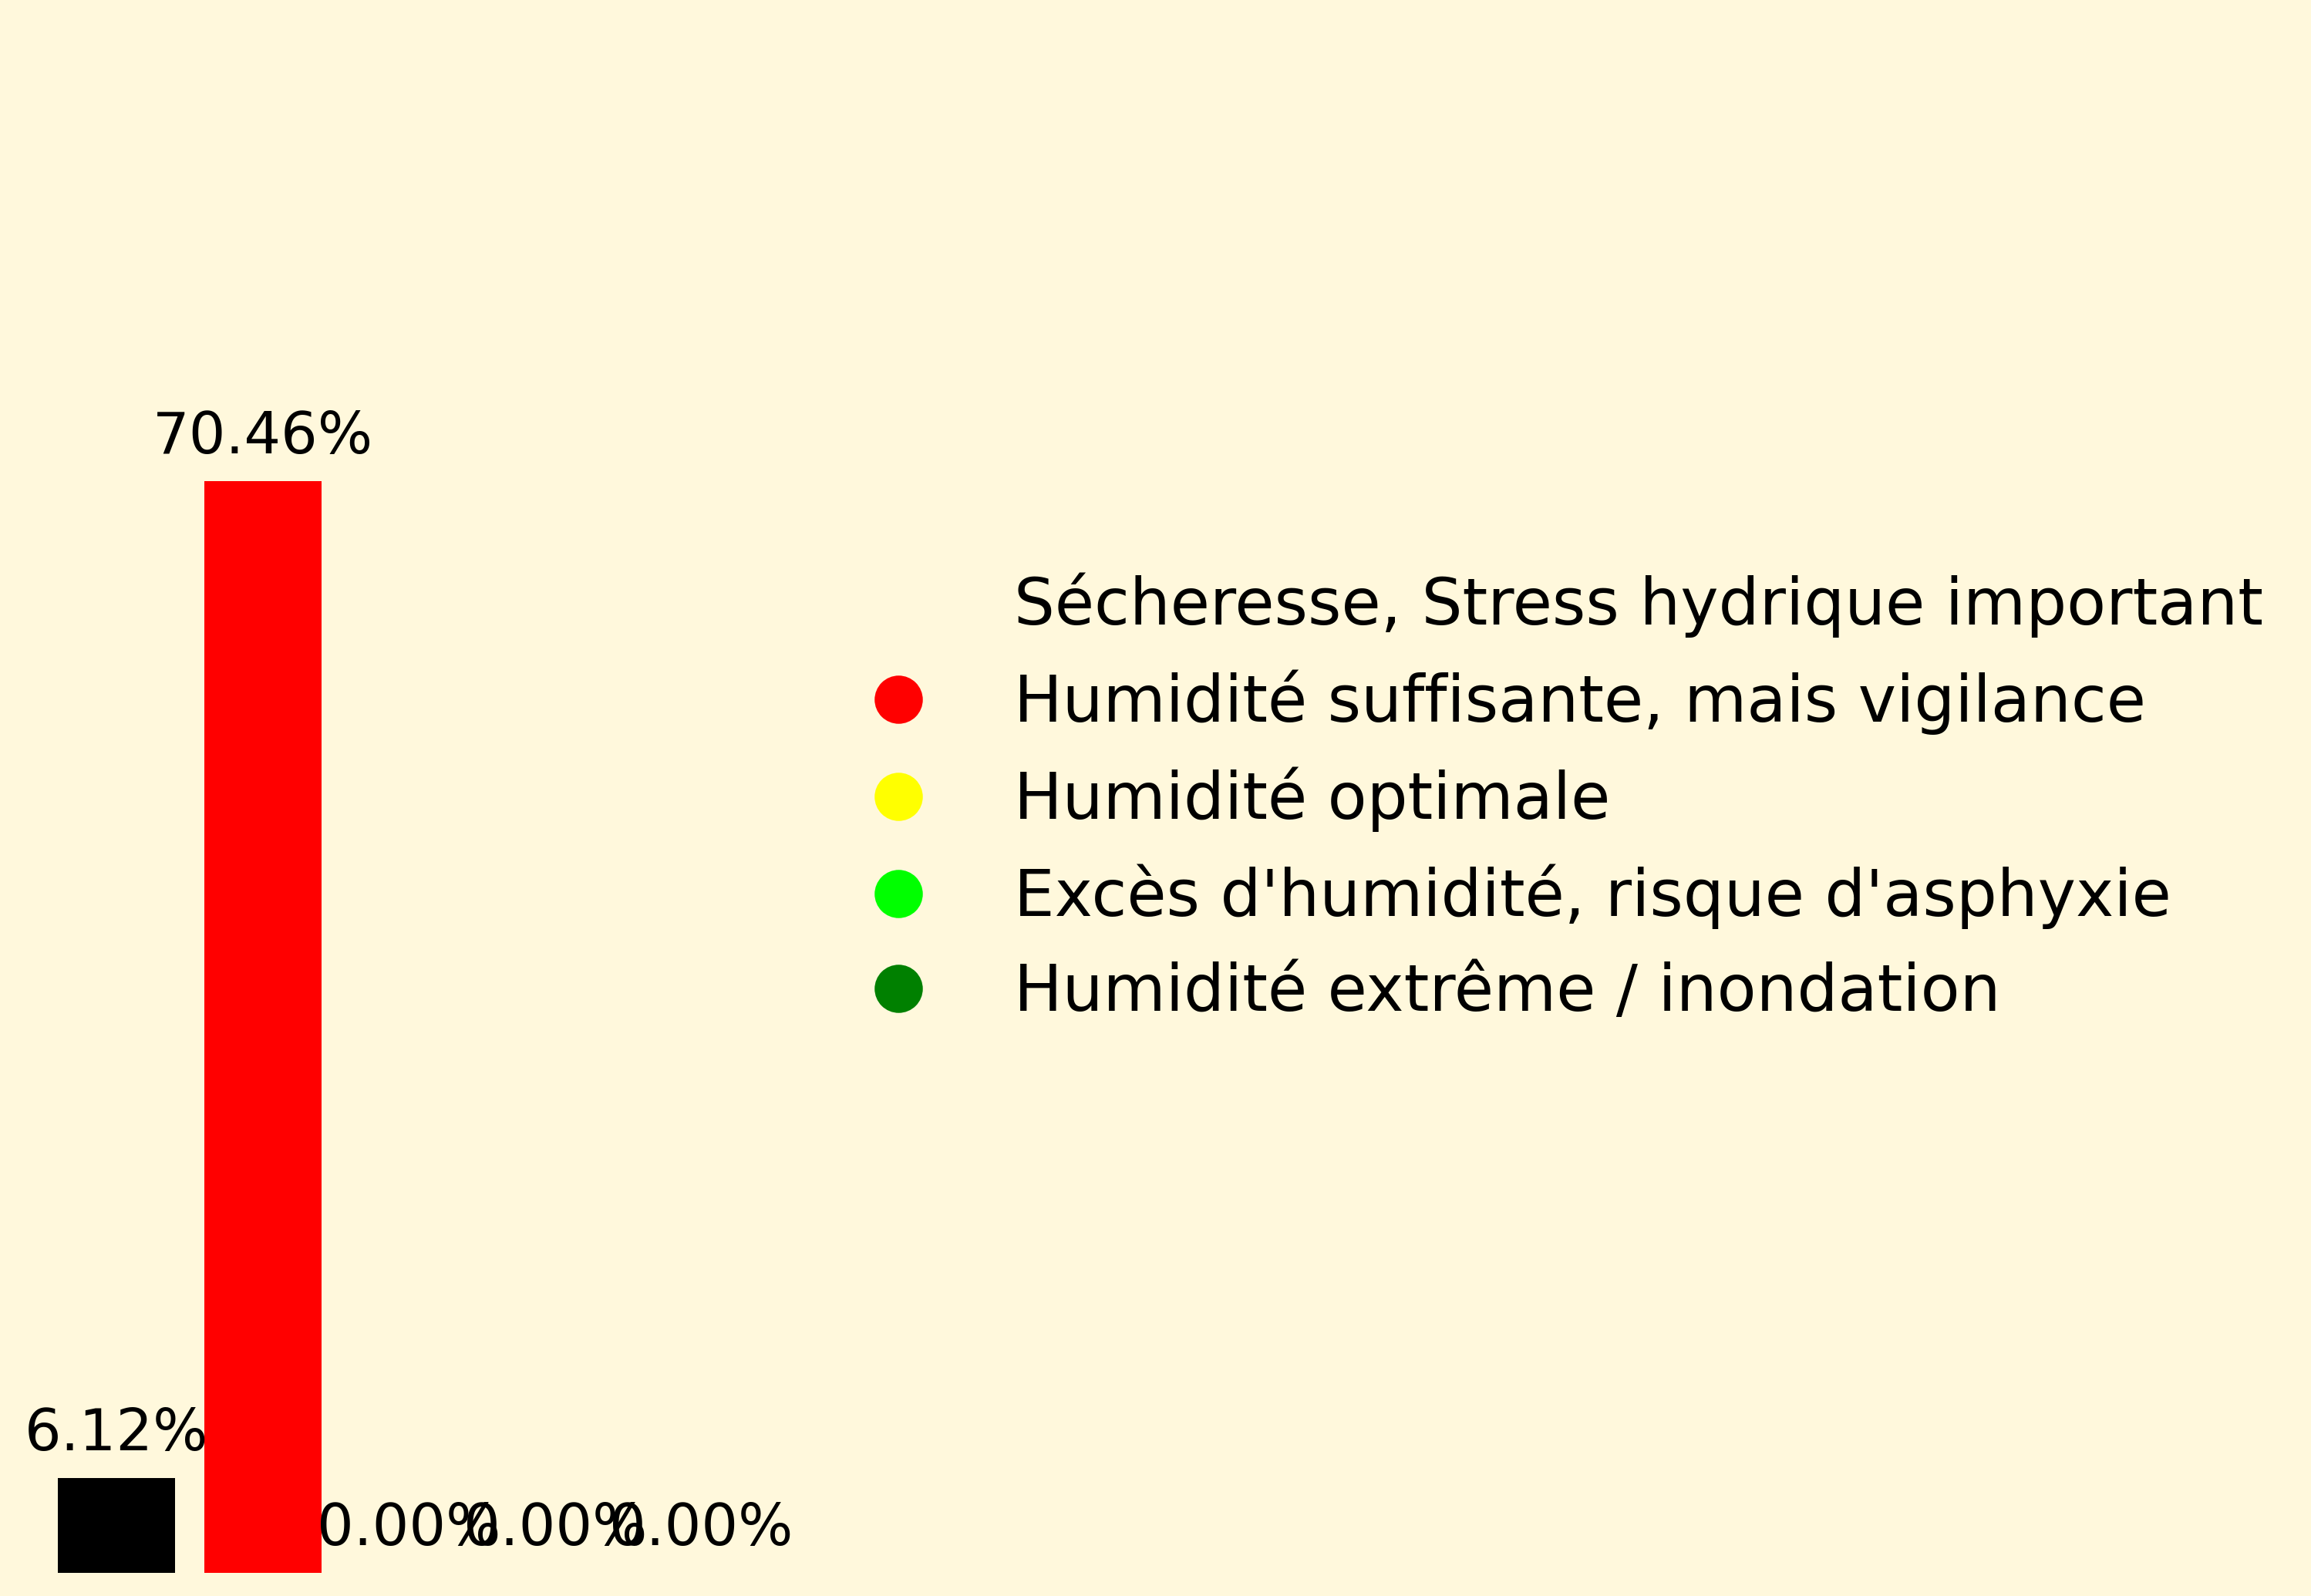 70.46%
Sécheresse, Stress hydrique important
Humidité suffisante, mais vigilance
Humidité optimale
Excès d'humidité, risque d'asphyxie
Humidité extrême / inondation
6.12%
0.00% 0.00% 0.00%